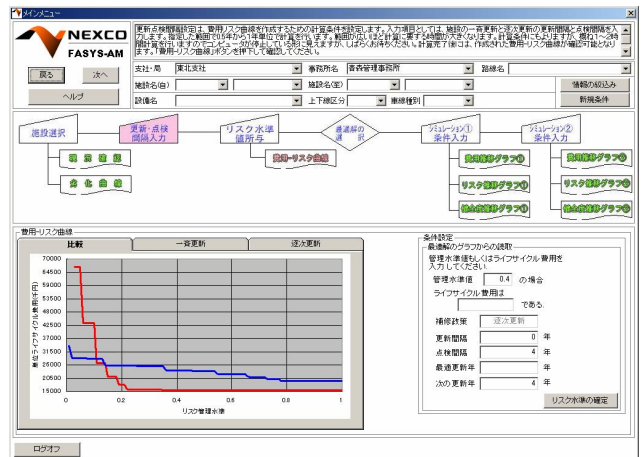 メインメニュー
NEXCO
FASYS-AM
更新点検間隔設定は、費用リスク曲線を作成するための計算条件を設定します。入力項目としては、施設の一斉更新と逐次更新の更新間隔と点検間隔を入
力します。指定した範囲で0.5年から1年単位で計算を行います。範囲が広いほど計算に要する時間が大きくなります。計算条件にもよりますが、概ね1～2時
間計算を行いますのでコンピュータが停止している様に見えますが、しばらくお待ちください。計算完了後には、作成された費用-リスク曲線が確認可能となり
ます。「費用-リスク曲線」ボタンを押下して確認してください。
戻る 次へ
ヘルプ
支社・局 東北支社 事務所名 青森管理事務所 路線名
施設名(自) 施設名(至) 情報の絞込み
設備名 上下線区分 車線種別 新規条件
施設選択
更新・点検
間隔入力
リスク水準
値所与
最適解の
選択
シミュレーション①
条件入力
シミュレーション②
条件入力
現況確認
費用-リスク曲線
費用推移グラフ①
費用推移グラフ②
劣化曲線
リスク推移グラフ①
リスク推移グラフ②
健全度推移グラフ①
健全度推移グラフ②
費用-リスク曲線
比較 一斉更新 逐次更新
単位ライフサイクル費用(千円)
70000
64500
59000
53500
48000
42500
37000
31500
26000
20500
15000
0 0.2 0.4 0.6 0.8 1
リスク管理水準
条件設定
最適解のグラフからの読取
管理水準値もしくはライフサイクル費用を
入力してください。
管理水準値 0.4 の場合
ライフサイクル費用は
である.
補修政策 逐次更新
更新間隔 0 年
点検間隔 4 年
最適更新年 年
次の更新年 4 年
リスク水準の確定
ログオフ